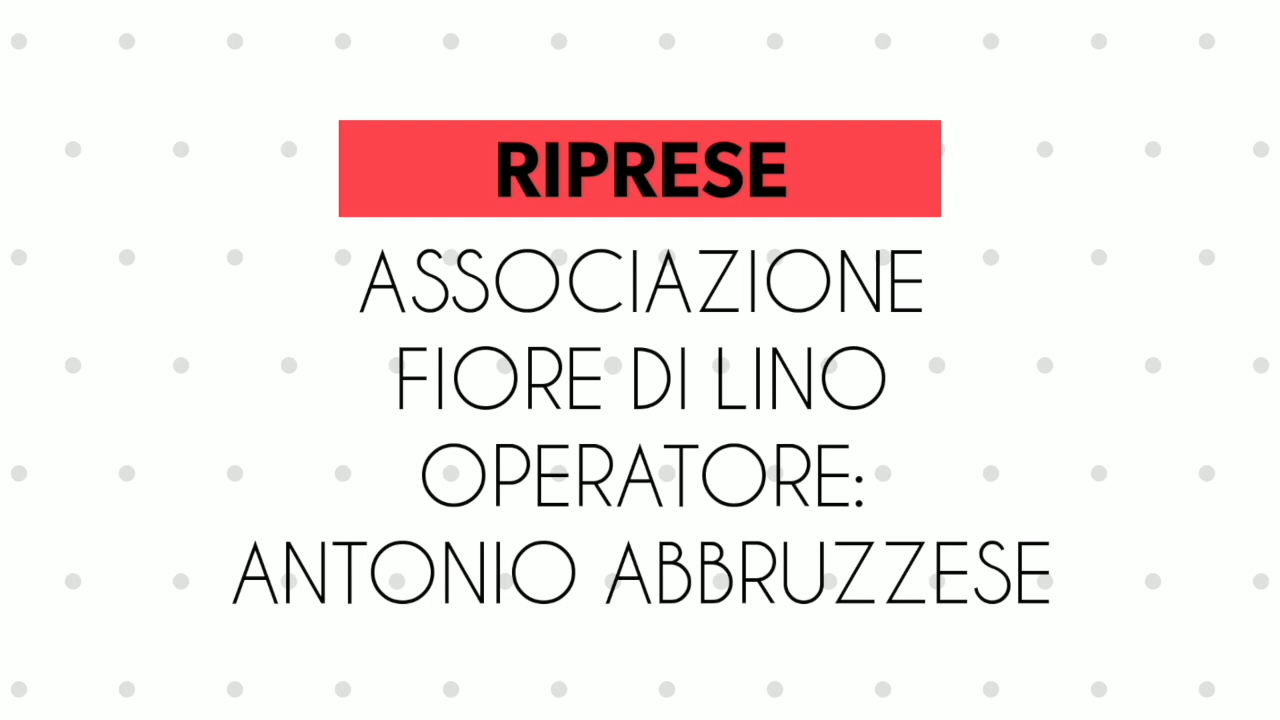 RIPRESE
ASSOCIAZIONE
FIORE DI LINO
OPERATORE:
ANTONIO ABBRUZZESE